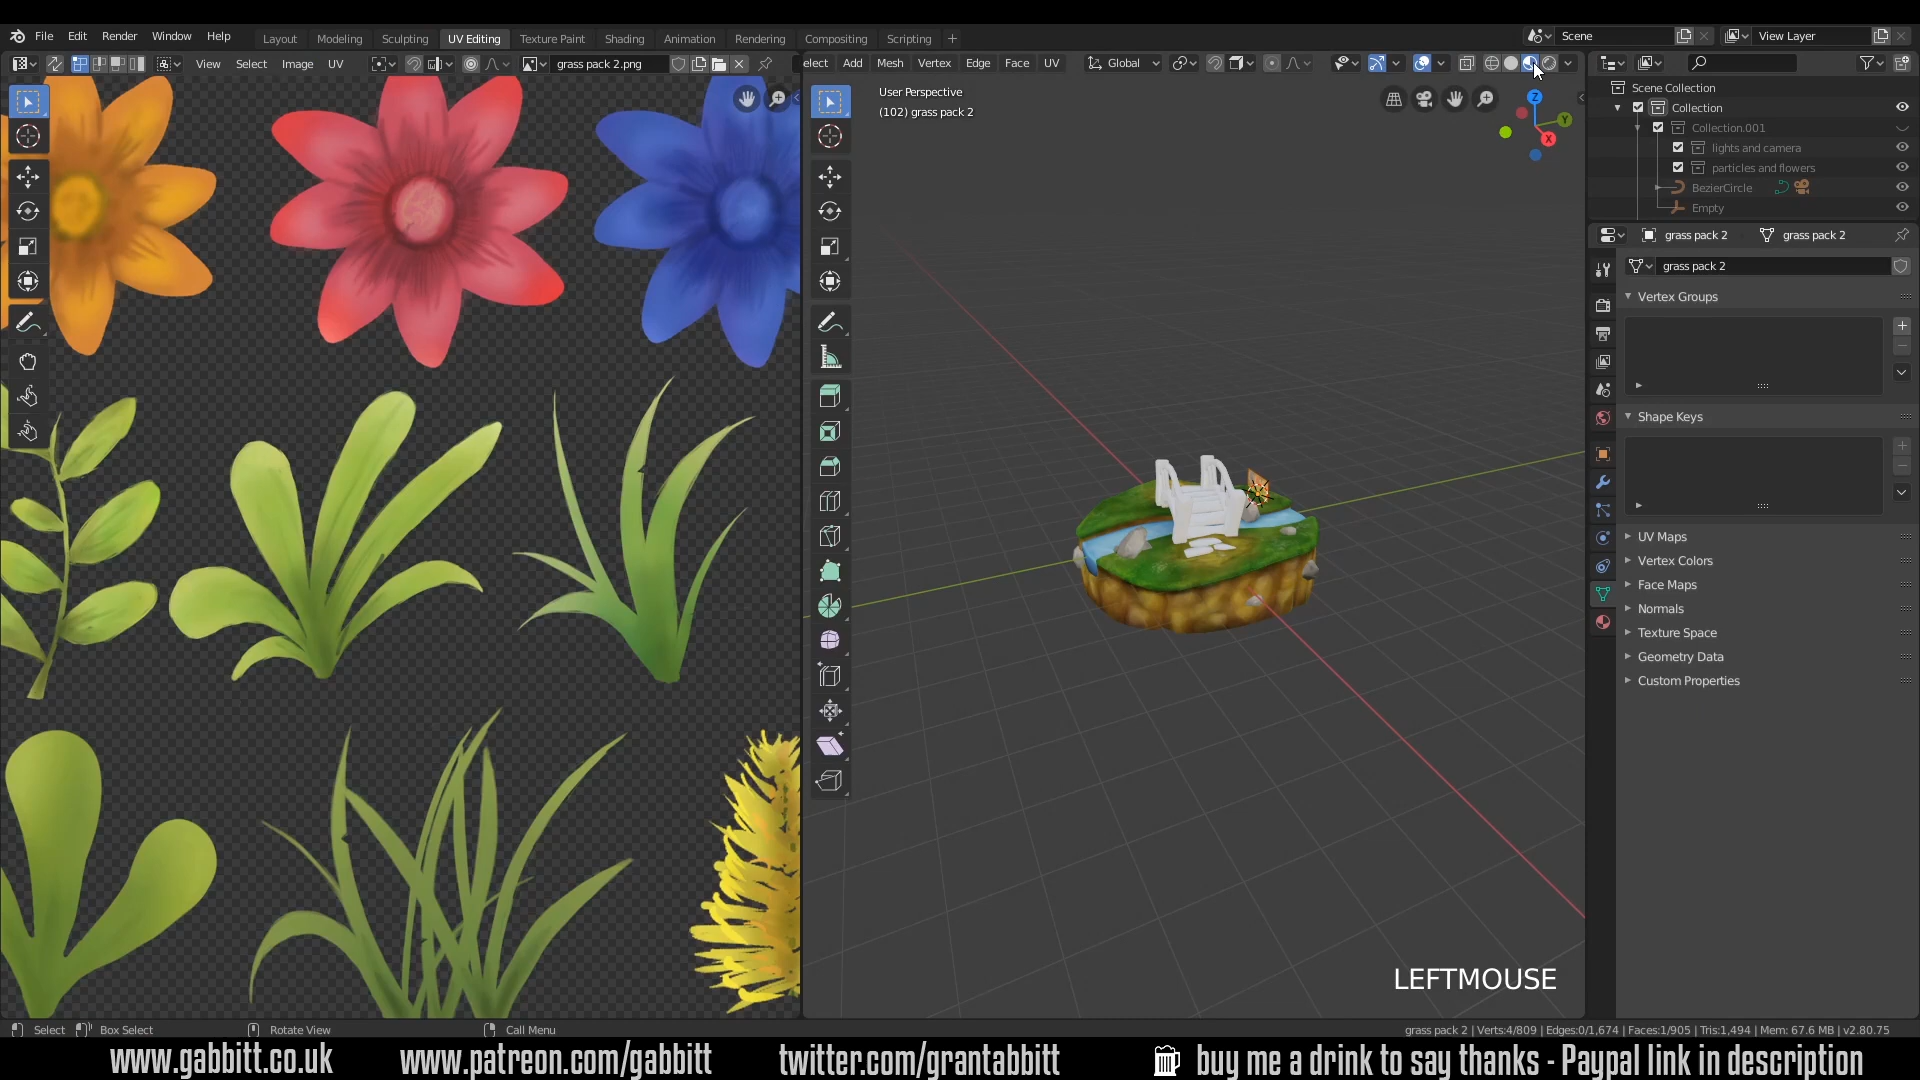 File Edit Render Window Help
Layout Modeling Sculpting UV Editing Texture Paint Shading Animation Rendering Compositing Scripting
Scene
View Layer
View Select Image UV
grass pack 2.png
elect Add Mesh Vertex Edge Face UV
Global
User Perspective
(102) grass pack 2
Z
Y
X
Scene Collection
Collection
Collection.001
lights and camera
particles and flowers
BezierCircle
Empty
grass pack 2
grass pack 2
grass pack 2
Vertex Groups
Shape Keys
UV Maps
Vertex Colors
Face Maps
Normals
Texture Space
Geometry Data
Custom Properties
LEFTMOUSE
Select Box Select Rotate View Call Menu
grass pack 2 | Verts:4/809 | Edges:0/1,674 | Faces:1/905 | Tris:1,494 | Mem: 67.6 MB | v2.80.75
www.gabbitt.co.uk www.patreon.com/gabbitt twitter.com/grantabbitt buy me a drink to say thanks - Paypal link in description